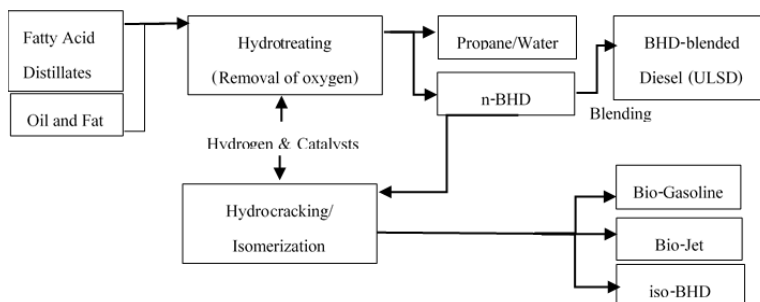 Fatty Acid
Distillates
Oil and Fat
Hydrotreating
(Removal of oxygen)
Propane/Water
n-BHD
BHD-blended
Diesel (ULSD)
Blending
Hydrogen & Catalysts
Hydrocracking/
Isomerization
Bio-Gasoline
Bio-Jet
iso-BHD